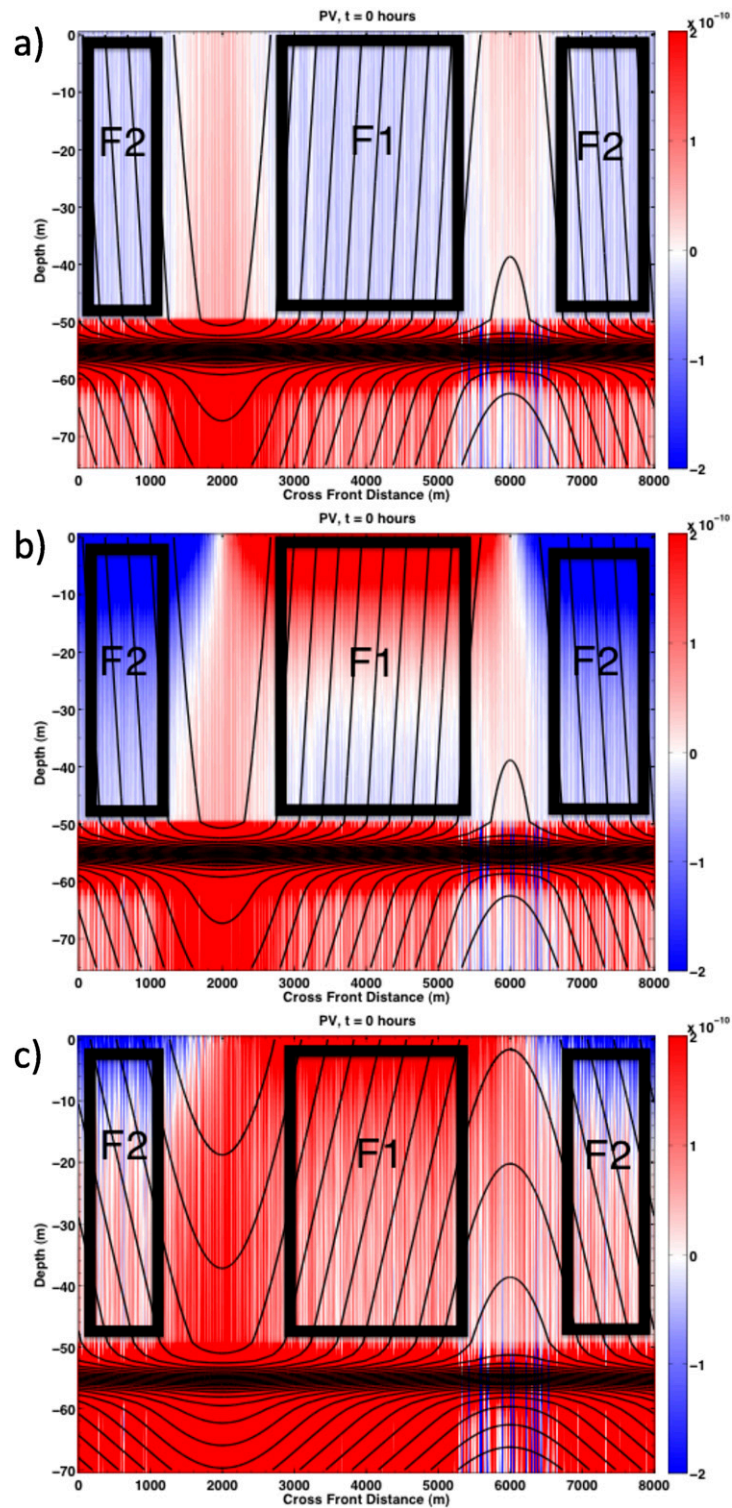 a)
PV, t = 0 hours
x 10⁻¹⁰
0
−10
−20
−30
−40
−50
−60
−70
Depth (m)
F2
F1
F2
2
1
0
−1
−2
0 1000 2000 3000 4000 5000 6000 7000 8000
Cross Front Distance (m)
b)
PV, t = 0 hours
x 10⁻¹⁰
0
−10
−20
−30
−40
−50
−60
−70
Depth (m)
F2
F1
F2
2
1
0
−1
−2
0 1000 2000 3000 4000 5000 6000 7000 8000
Cross Front Distance (m)
c)
PV, t = 0 hours
x 10⁻¹⁰
0
−10
−20
−30
−40
−50
−60
−70
Depth (m)
F2
F1
F2
2
1
0
−1
−2
0 1000 2000 3000 4000 5000 6000 7000 8000
Cross Front Distance (m)